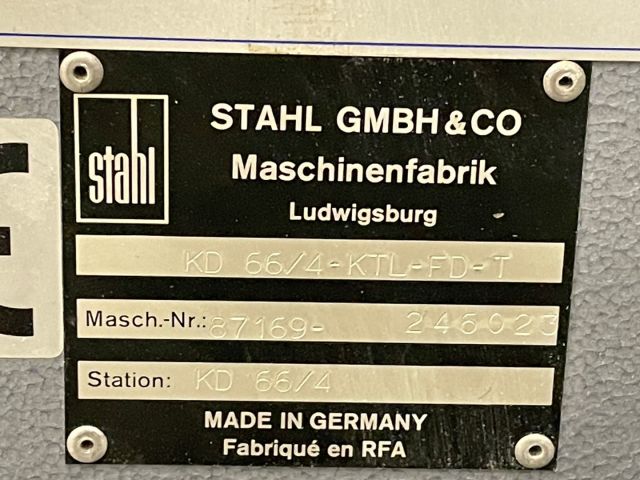 stahl
STAHL GMBH & CO
Maschinenfabrik
Ludwigsburg
KD 66/4-KTL-FD-T
Masch.-Nr.: 87169- 246023
Station: KD 66/4
MADE IN GERMANY
Fabriqué en RFA